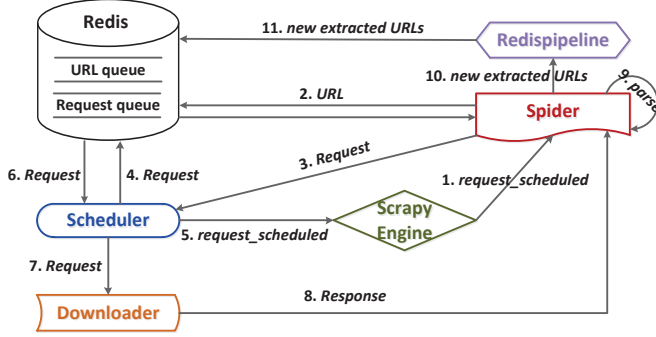 Redis
11. new extracted URLs
Redispipeline
URL queue
10. new extracted URLs
9. parse
Request queue
2. URL
Spider
3. Request
6. Request
4. Request
1. request_scheduled
Scheduler
5. request_scheduled
Scrapy
Engine
7. Request
8. Response
Downloader